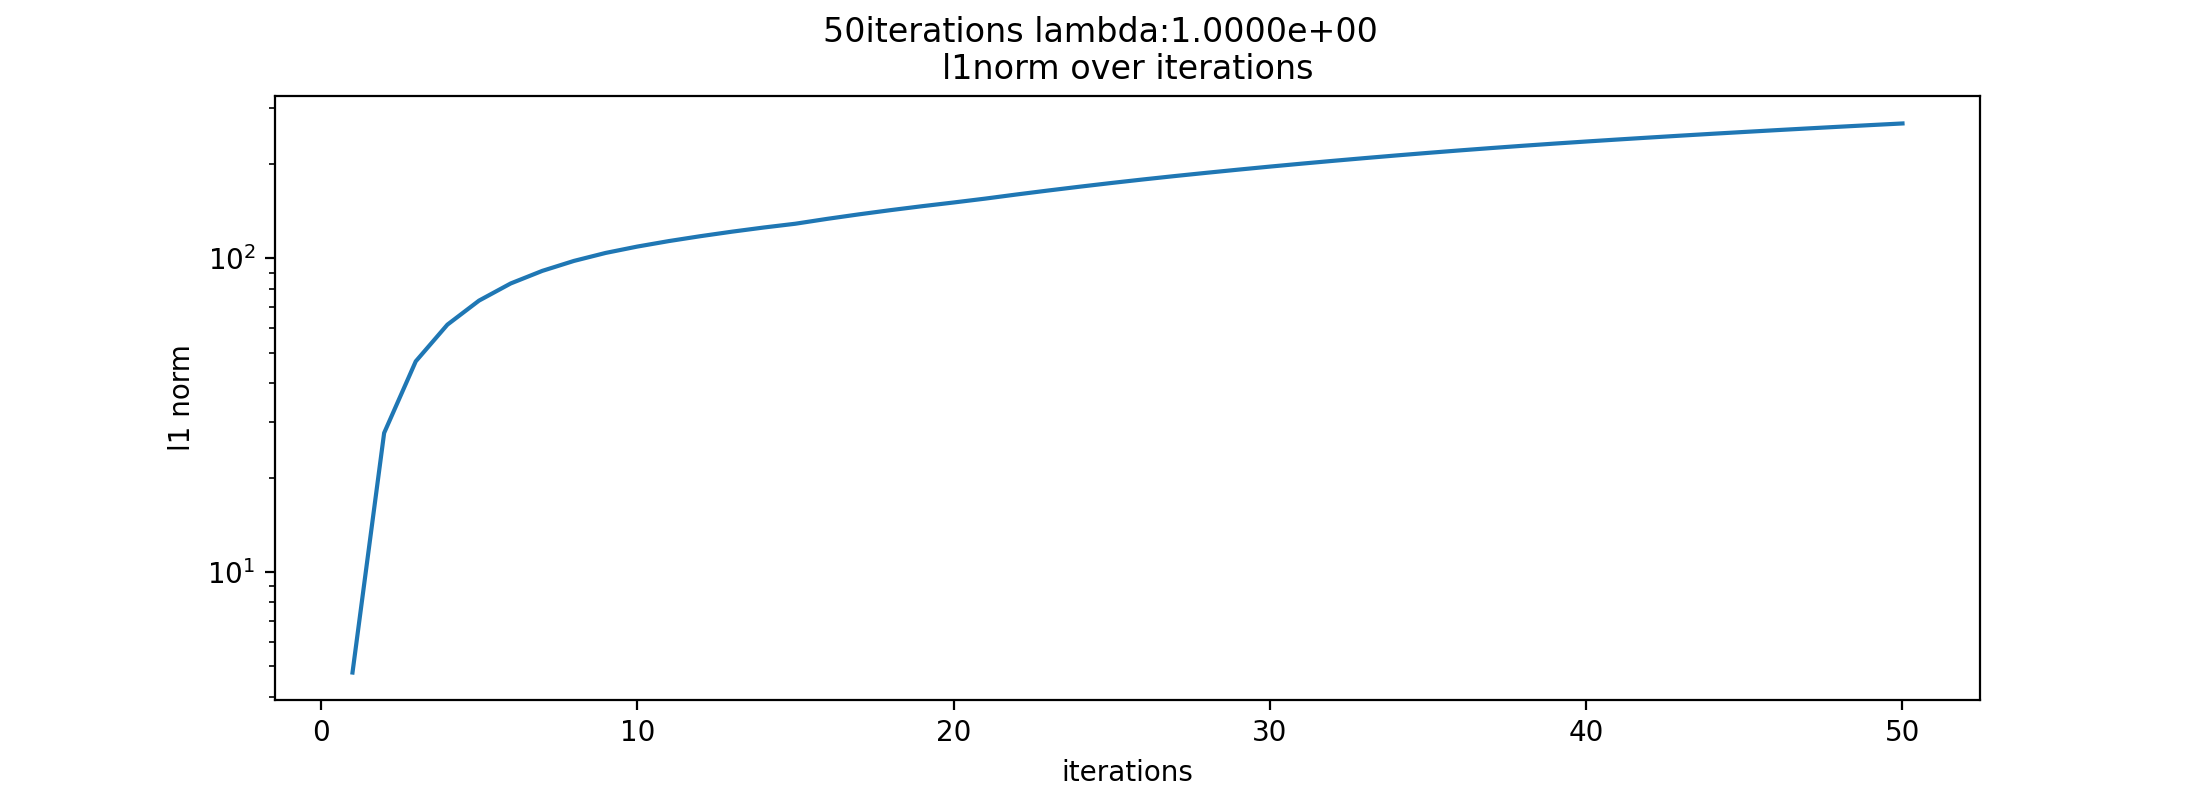 50iterations lambda:1.0000e+00
l1norm over iterations
10²
10¹
l1 norm
0 10 20 30 40 50
iterations